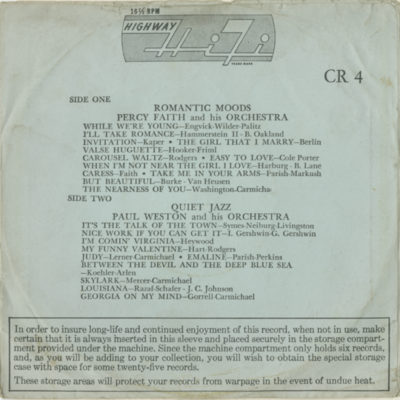 16⅔ RPM
HIGHWAY
Hi-Fi
TRADE MARK
CR 4
SIDE ONE
ROMANTIC MOODS
PERCY FAITH and his ORCHESTRA
WHILE WE'RE YOUNG—Engvick-Wilder-Palitz
I'LL TAKE ROMANCE—Hammerstein II - B. Oakland
INVITATION—Kaper • THE GIRL THAT I MARRY—Berlin
VALSE HUGUETTE—Hooker-Friml
CAROUSEL WALTZ—Rodgers • EASY TO LOVE—Cole Porter
WHEN I'M NOT NEAR THE GIRL I LOVE—Harburg - B. Lane
CARESS—Faith • TAKE ME IN YOUR ARMS—Parish-Markush
BUT BEAUTIFUL—Burke - Van Heusen
THE NEARNESS OF YOU—Washington-Carmicha
SIDE TWO
QUIET JAZZ
PAUL WESTON and his ORCHESTRA
IT'S THE TALK OF THE TOWN—Symes-Neiburg-Livingston
NICE WORK IF YOU CAN GET IT—I. Gershwin-G. Gershwin
I'M COMIN' VIRGINIA—Heywood
MY FUNNY VALENTINE—Hart-Rodgers
JUDY—Lerner-Carmichael • EMALINE—Parish-Perkins
BETWEEN THE DEVIL AND THE DEEP BLUE SEA
—Koehler-Arlen
SKYLARK—Mercer-Carmichael
LOUISIANA—Razaf-Schafer - J. C. Johnson
GEORGIA ON MY MIND—Gorrell-Carmichael
In order to insure long-life and continued enjoyment of this record, when not in use, make
certain that it is always inserted in this sleeve and placed securely in the storage compart-
ment provided under the machine. Since the machine compartment only holds six records,
and, as you will be adding to your collection, you will wish to obtain the special storage
case with space for some twenty-five records.
These storage areas will protect your records from warpage in the event of undue heat.